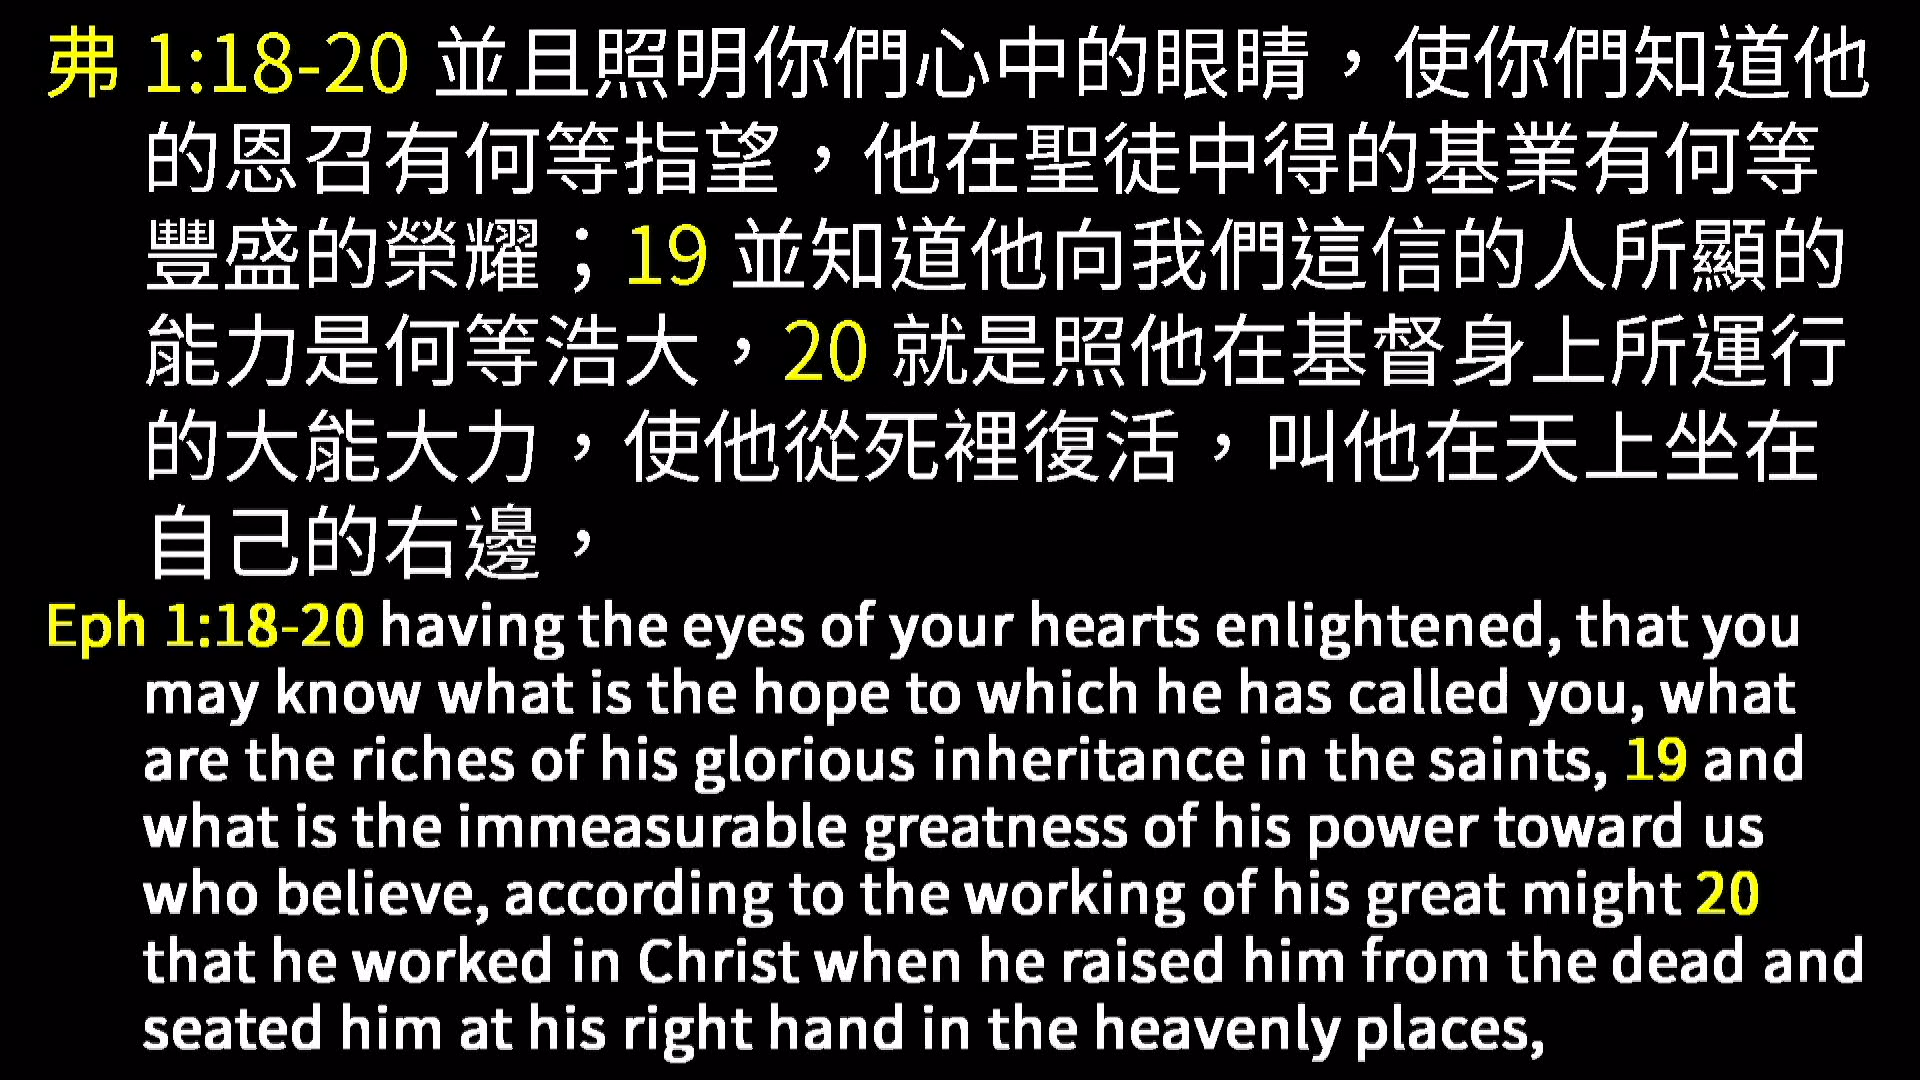 弗 1:18-20 並且照明你們心中的眼睛，使你們知道他
的恩召有何等指望，他在聖徒中得的基業有何等
豐盛的榮耀；19 並知道他向我們這信的人所顯的
能力是何等浩大，20 就是照他在基督身上所運行
的大能大力，使他從死裡復活，叫他在天上坐在
自己的右邊，
Eph 1:18-20 having the eyes of your hearts enlightened, that you
may know what is the hope to which he has called you, what
are the riches of his glorious inheritance in the saints, 19 and
what is the immeasurable greatness of his power toward us
who believe, according to the working of his great might 20
that he worked in Christ when he raised him from the dead and
seated him at his right hand in the heavenly places,